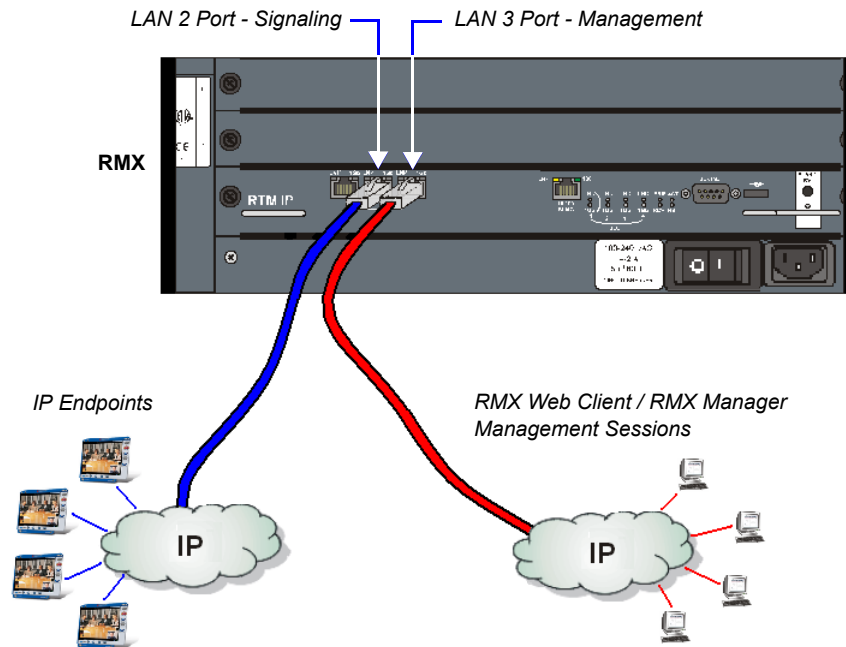 LAN 2 Port - Signaling
LAN 3 Port - Management
RMX
RTM IP
IP Endpoints
RMX Web Client / RMX Manager
Management Sessions
IP
IP